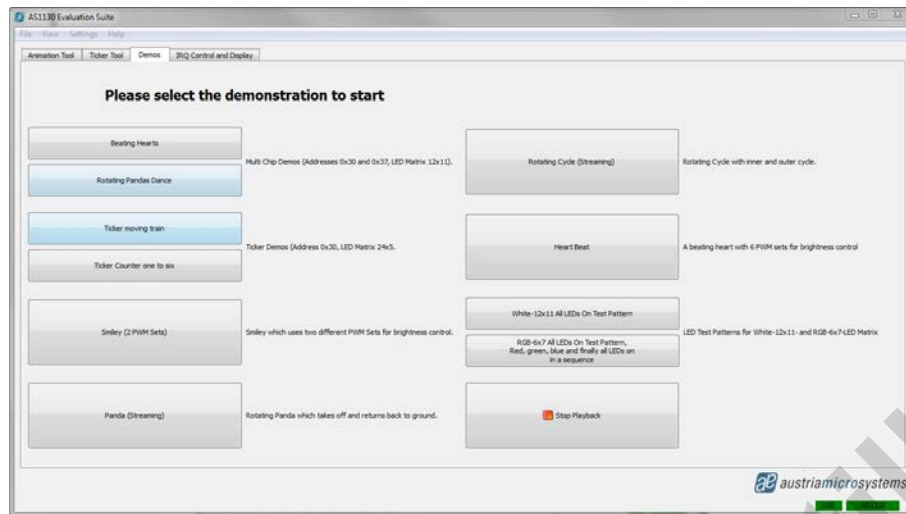 AS1130 Evaluation Suite
File View Settings Help
Animation Tool Ticker Tool Demos IRQ Control and Display
Please select the demonstration to start
Beating Hearts
Rotating Pandas Dance
Multi Chip Demos (Addresses 0x30 and 0x37, LED Matrix 12x11).
Rotating Cycle (Streaming)
Rotating Cycle with inner and outer cycle.
Ticker moving train
Ticker Counter one to six
Ticker Demos (Address 0x30, LED Matrix 24x5.
Heart Beat
A beating heart with 6 PWM sets for brightness control
Smiley (2 PWM Sets)
Smiley which uses two different PWM Sets for brightness control.
White-12x11 All LEDs On Test Pattern
RGB-6x7 All LEDs On Test Pattern,
Red, green, blue and finally all LEDs on
in a sequence
LED Test Patterns for White-12x11- and RGB-6x7-LED Matrix
Panda (Streaming)
Rotating Panda which takes off and returns back to ground.
Stop Playback
austriamicrosystems
USB AS1130